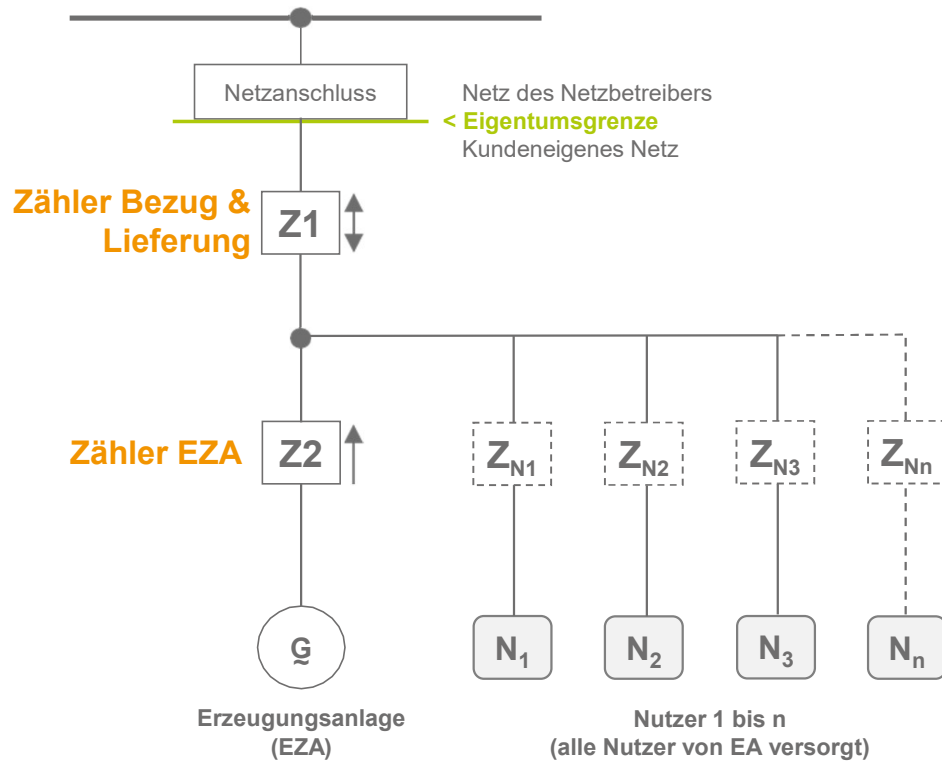 Netzanschluss
Netz des Netzbetreibers
< Eigentumsgrenze
Kundeneigenes Netz
Zähler Bezug &
Lieferung
Z1
Zähler EZA
Z2
ZN1
ZN2
ZN3
ZNn
G
N1
N2
N3
Nn
Erzeugungsanlage
(EZA)
Nutzer 1 bis n
(alle Nutzer von EA versorgt)